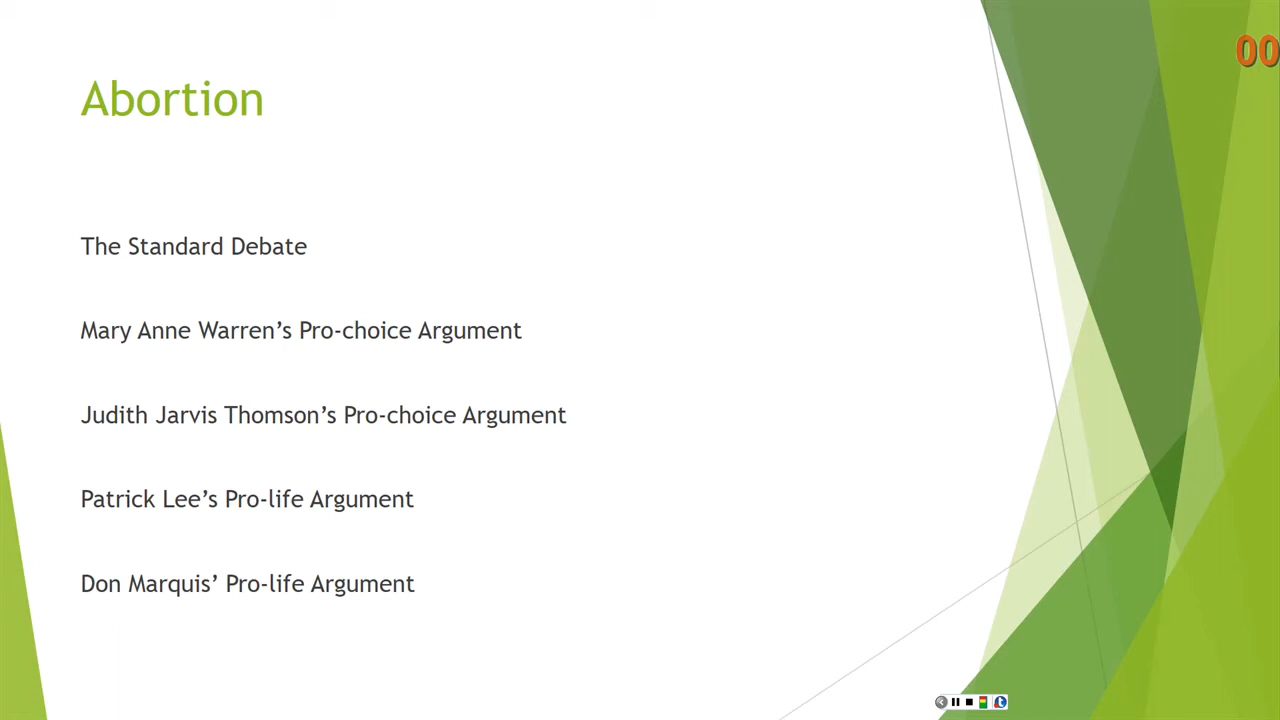 00
Abortion
The Standard Debate
Mary Anne Warren’s Pro-choice Argument
Judith Jarvis Thomson’s Pro-choice Argument
Patrick Lee’s Pro-life Argument
Don Marquis’ Pro-life Argument